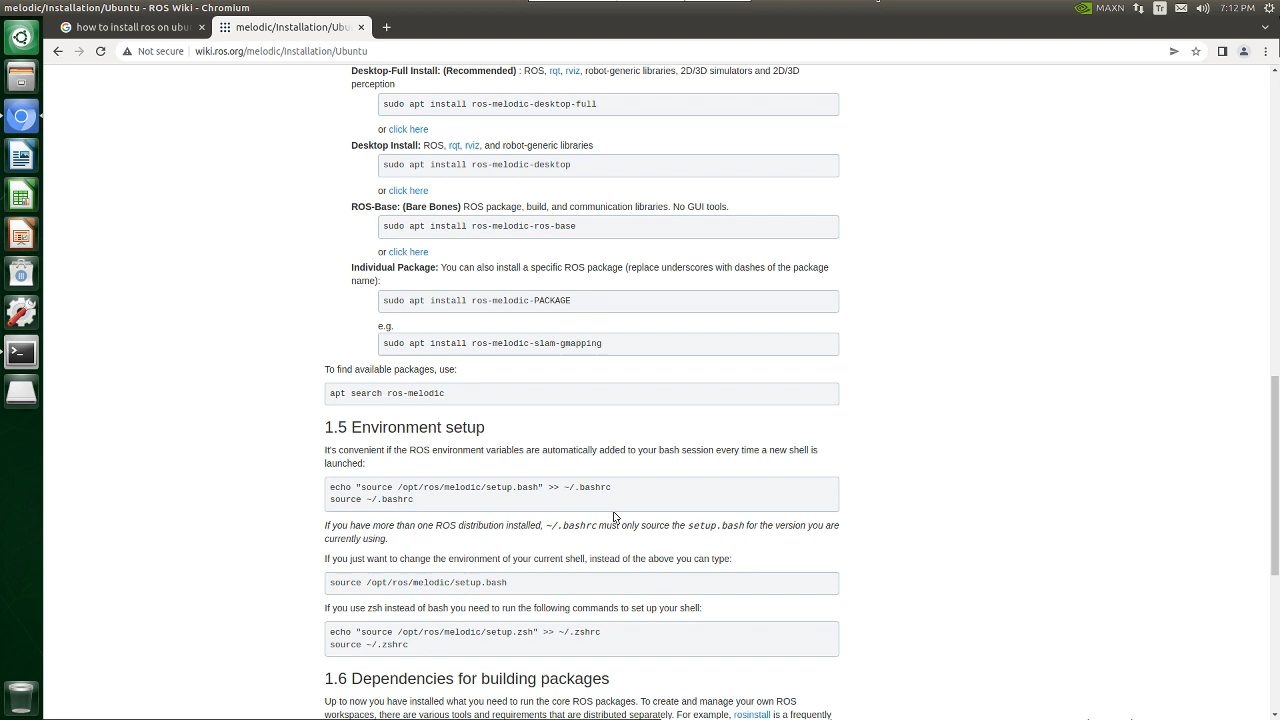 melodic/Installation/Ubuntu - ROS Wiki - Chromium
MAXN
Tr
7:12 PM
how to install ros on ubun
melodic/Installation/Ubu
Not secure
wiki.ros.org/melodic/Installation/Ubuntu
Desktop-Full Install: (Recommended) : ROS, rqt, rviz, robot-generic libraries, 2D/3D simulators and 2D/3D
perception
sudo apt install ros-melodic-desktop-full
or click here
Desktop Install: ROS, rqt, rviz, and robot-generic libraries
sudo apt install ros-melodic-desktop
or click here
ROS-Base: (Bare Bones) ROS package, build, and communication libraries. No GUI tools.
sudo apt install ros-melodic-ros-base
or click here
Individual Package: You can also install a specific ROS package (replace underscores with dashes of the package
name):
sudo apt install ros-melodic-PACKAGE
e.g.
sudo apt install ros-melodic-slam-gmapping
To find available packages, use:
apt search ros-melodic
1.5 Environment setup
It's convenient if the ROS environment variables are automatically added to your bash session every time a new shell is
launched:
echo "source /opt/ros/melodic/setup.bash" >> ~/.bashrc
source ~/.bashrc
If you have more than one ROS distribution installed, ~/.bashrc must only source the setup.bash for the version you are
currently using.
If you just want to change the environment of your current shell, instead of the above you can type:
source /opt/ros/melodic/setup.bash
If you use zsh instead of bash you need to run the following commands to set up your shell:
echo "source /opt/ros/melodic/setup.zsh" >> ~/.zshrc
source ~/.zshrc
1.6 Dependencies for building packages
Up to now you have installed what you need to run the core ROS packages. To create and manage your own ROS
workspaces, there are various tools and requirements that are distributed separately. For example, rosinstall is a frequently